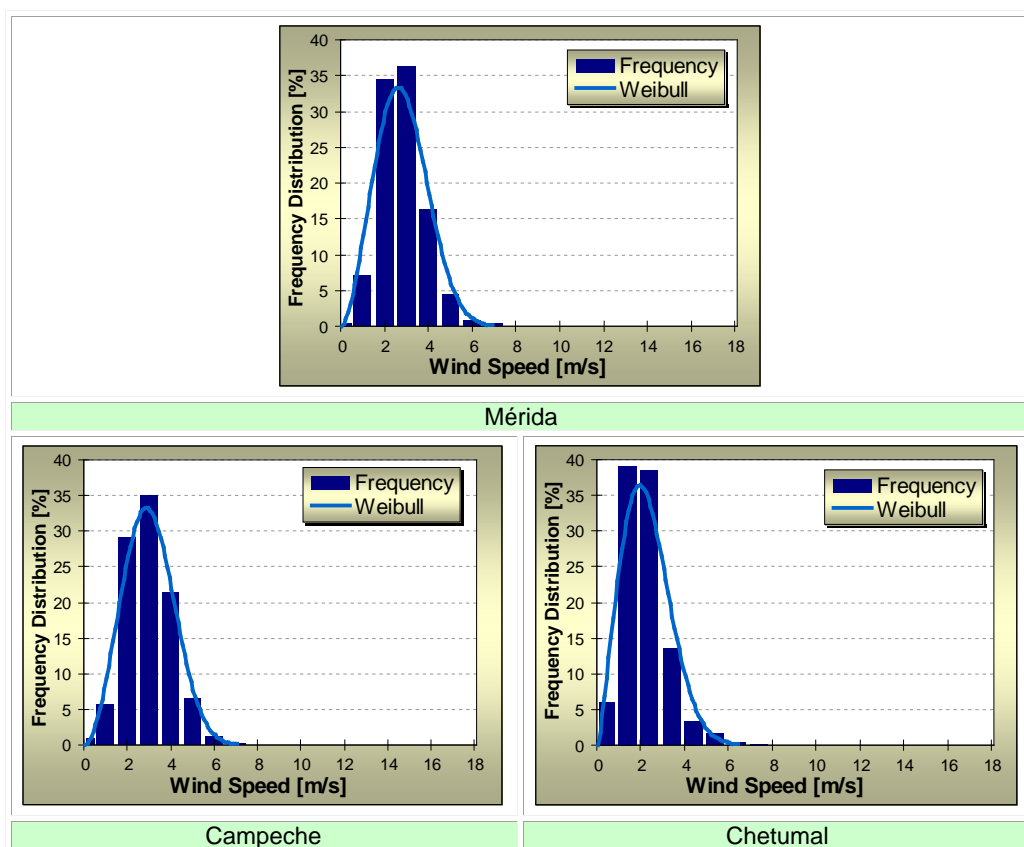 40
35
30
25
20
15
10
5
0
Frequency Distribution [%]
Frequency
Weibull
0 2 4 6 8 10 12 14 16 18
Wind Speed [m/s]
Mérida
40
35
30
25
20
15
10
5
0
Frequency Distribution [%]
Frequency
Weibull
0 2 4 6 8 10 12 14 16 18
Wind Speed [m/s]
Campeche
40
35
30
25
20
15
10
5
0
Frequency Distribution [%]
Frequency
Weibull
0 2 4 6 8 10 12 14 16 18
Wind Speed [m/s]
Chetumal